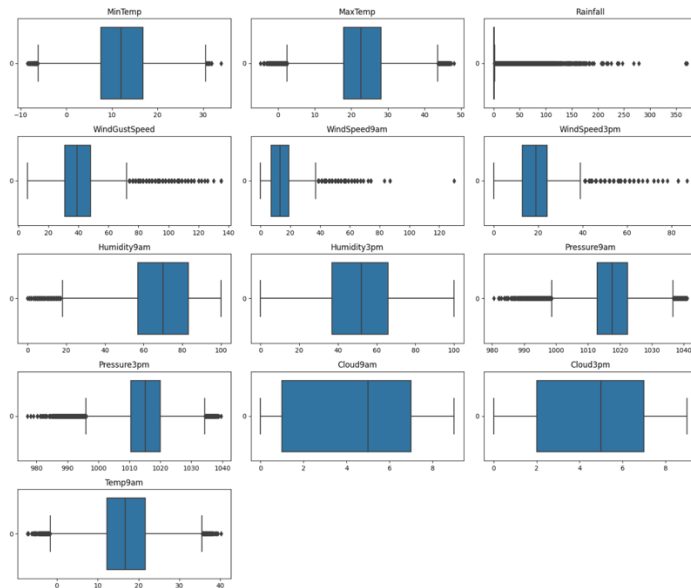 MinTemp MaxTemp Rainfall
0 0 0
-10 0 10 20 30 0 10 20 30 40 50 0 50 100 150 200 250 300 350
WindGustSpeed WindSpeed9am WindSpeed3pm
0 0 0
0 20 40 60 80 100 120 140 0 20 40 60 80 100 120 0 20 40 60 80
Humidity9am Humidity3pm Pressure9am
0 0 0
0 20 40 60 80 100 0 20 40 60 80 100 980 990 1000 1010 1020 1030 1040
Pressure3pm Cloud9am Cloud3pm
0 0 0
980 990 1000 1010 1020 1030 1040 0 2 4 6 8 0 2 4 6 8
Temp9am
0
0 10 20 30 40